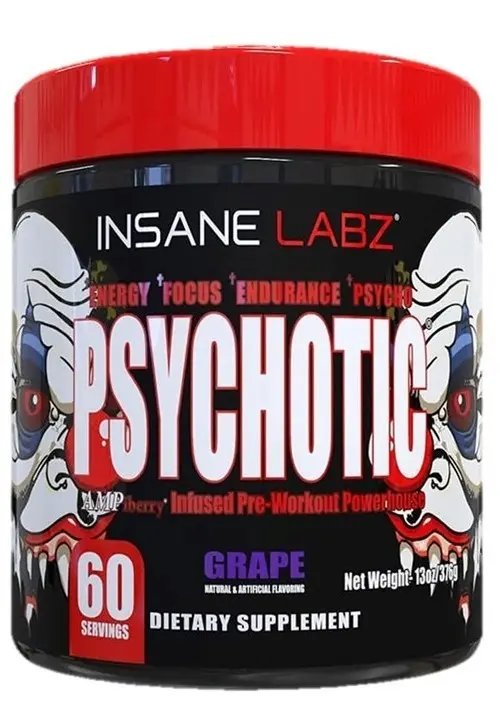 INSANE LABZ®
ENERGY †FOCUS †ENDURANCE †PSYCHO
PSYCHOTIC®
AMPiberry® Infused Pre-Workout Powerhouse
GRAPE
NATURAL & ARTIFICIAL FLAVORING
Net Weight- 13oz/376g
60
SERVINGS
DIETARY SUPPLEMENT